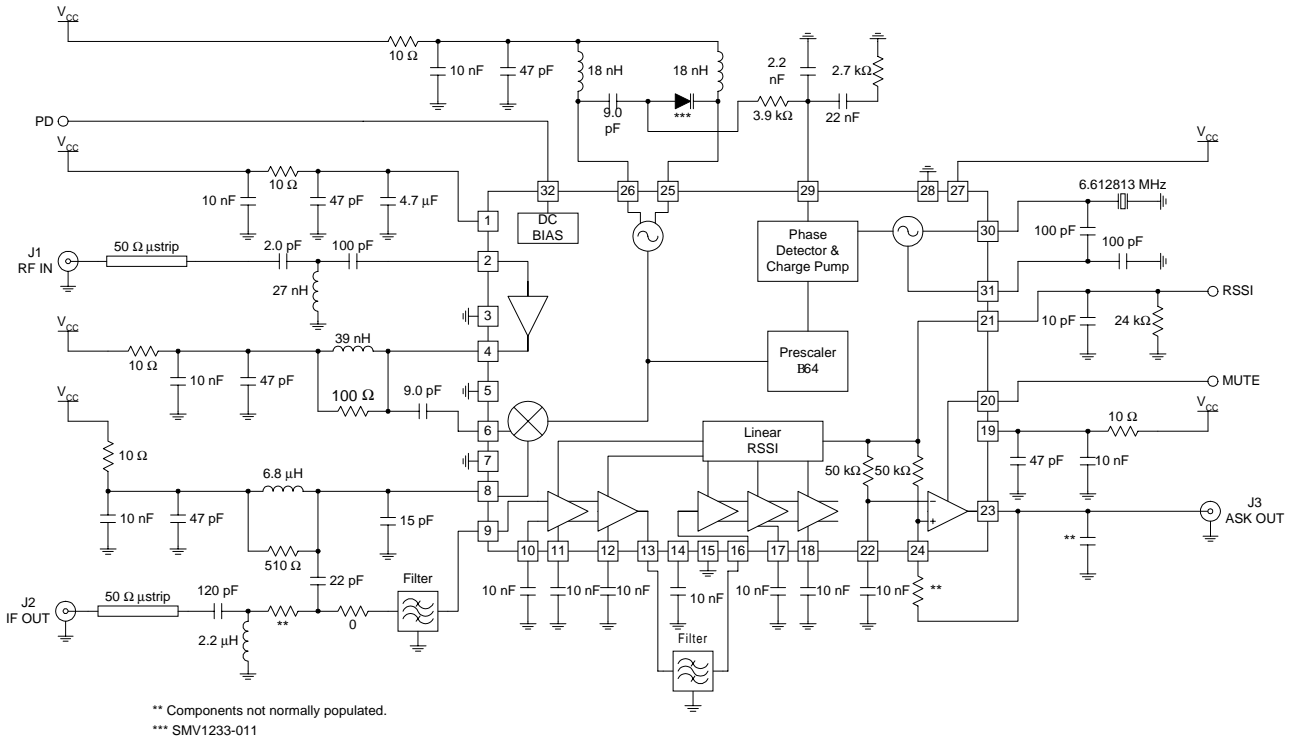 VCC
10 Ω
10 nF
47 pF
18 nH
18 nH
9.0
pF
***
3.9 kΩ
2.2
nF
2.7 kΩ
22 nF
PD
VCC
10 Ω
10 nF
47 pF
4.7 µF
VCC
32
26
25
29
28
27
DC
BIAS
1
6.612813 MHz
J1
RF IN
50 Ω µstrip
2.0 pF
100 pF
27 nH
2
Phase
Detector &
Charge Pump
30
100 pF
100 pF
31
3
21
RSSI
10 pF
24 kΩ
VCC
10 Ω
39 nH
4
10 nF
47 pF
100 Ω
9.0 pF
5
6
Prescaler
B64
20
MUTE
VCC
19
10 Ω
47 pF
10 nF
VCC
10 Ω
7
6.8 µH
8
Linear
RSSI
50 kΩ
50 kΩ
10 nF
47 pF
15 pF
9
−
+
23
J3
ASK OUT
**
510 Ω
22 pF
10
11
12
13
14
15
16
17
18
22
24
10 nF
10 nF
10 nF
10 nF
10 nF
10 nF
10 nF
**
J2
IF OUT
50 Ω µstrip
120 pF
2.2 µH
**
0
Filter
Filter
** Components not normally populated.
*** SMV1233-011